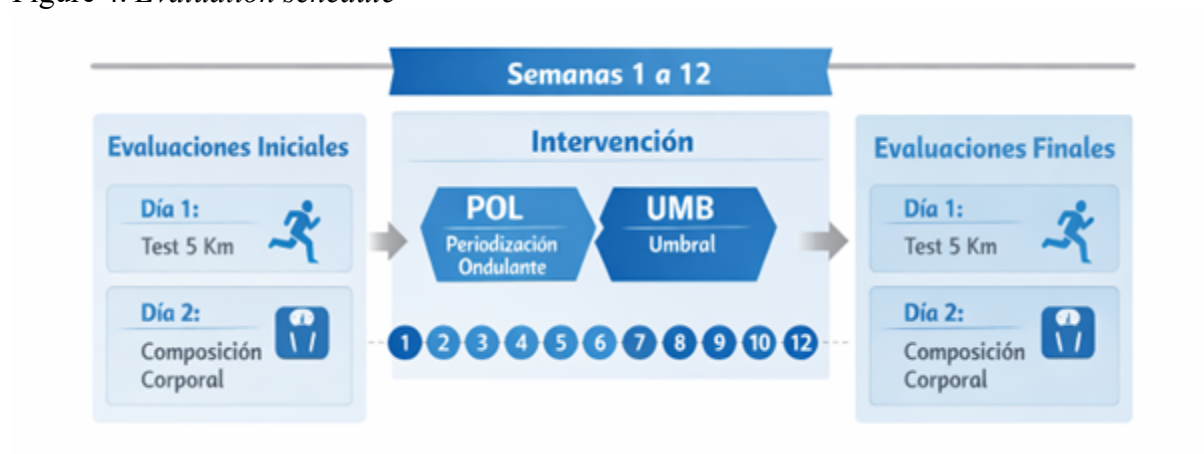 Figure 4. Evaluation schedule
Semanas 1 a 12
Evaluaciones Iniciales
Día 1:
Test 5 Km
Día 2:
Composición
Corporal
Intervención
POL
Periodización
Ondulante
UMB
Umbral
1 2 3 4 5 6 7 8 9 10 12
Evaluaciones Finales
Día 1:
Test 5 Km
Día 2:
Composición
Corporal